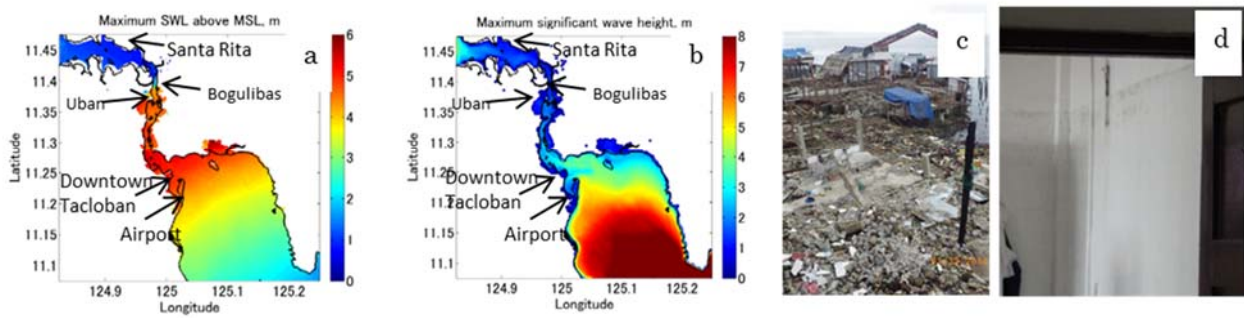 Maximum SWL above MSL, m
a
Santa Rita
Bogulibas
Uban
Downtown
Tacloban
Airport
11.45
11.4
11.35
11.3
11.25
11.2
11.15
11.1
Latitude
124.9
125
125.1
125.2
Longitude
6
5
4
3
2
1
0
Maximum significant wave height, m
b
Santa Rita
Bogulibas
Uban
Downtown
Tacloban
Airport
11.45
11.4
11.35
11.3
11.25
11.2
11.15
11.1
Latitude
124.9
125
125.1
125.2
Longitude
8
7
6
5
4
3
2
1
0
c
d